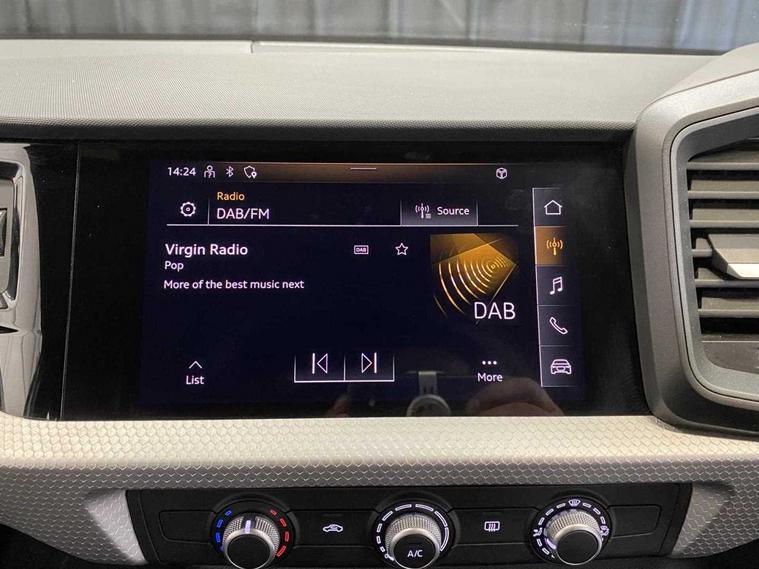 14:24
Radio
DAB/FM
Source
Virgin Radio
DAB
Pop
More of the best music next
DAB
List
More
A/C